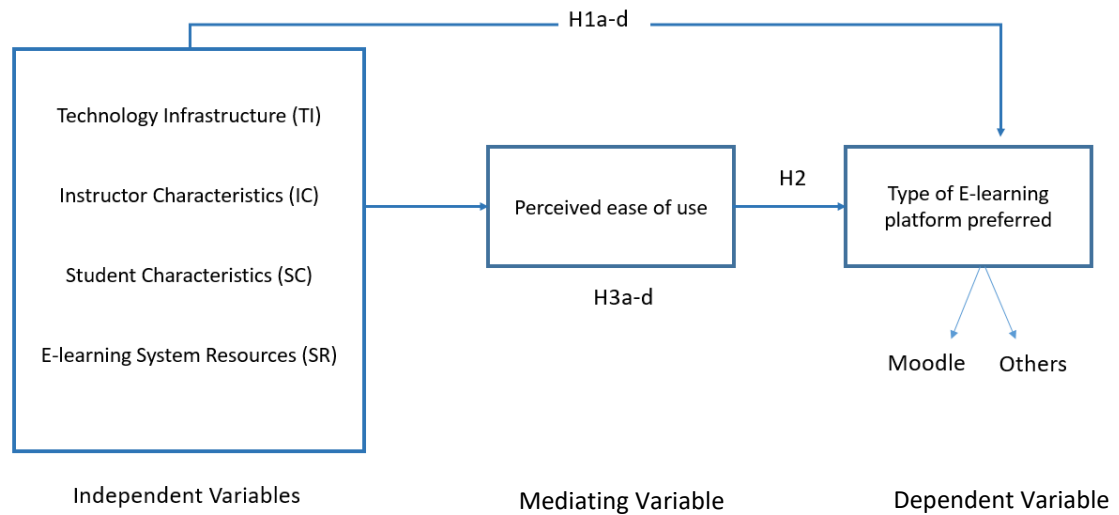 H1a-d
Technology Infrastructure (TI)
Instructor Characteristics (IC)
Student Characteristics (SC)
E-learning System Resources (SR)
Perceived ease of use
H3a-d
H2
Type of E-learning
platform preferred
Moodle
Others
Independent Variables
Mediating Variable
Dependent Variable